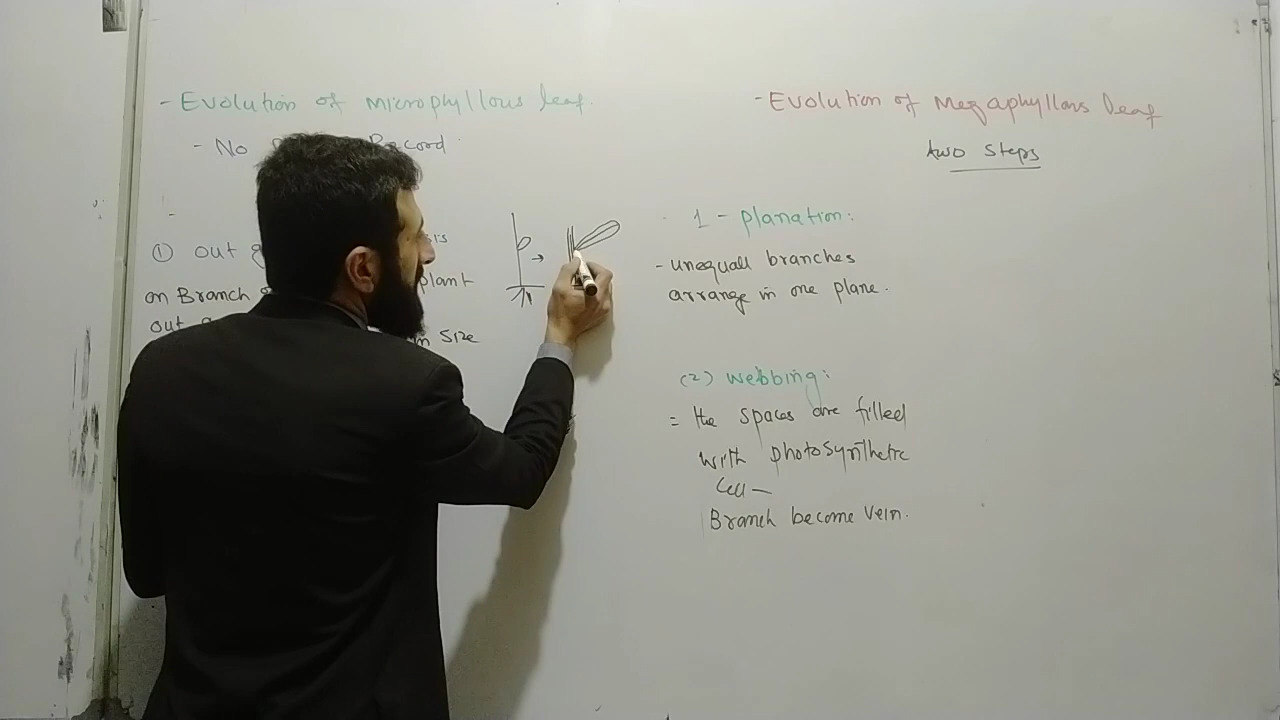 - Evolution of Microphyllous leaf.
- No Record
① out
on Branch plant
out in size
- Evolution of Megaphyllous leaf
two steps
1 - planation:
- unequall branches
arrange in one plane.
(2) webbing:
= the spaces are filled
with photosynthetic
Cell -
Branch become vein.